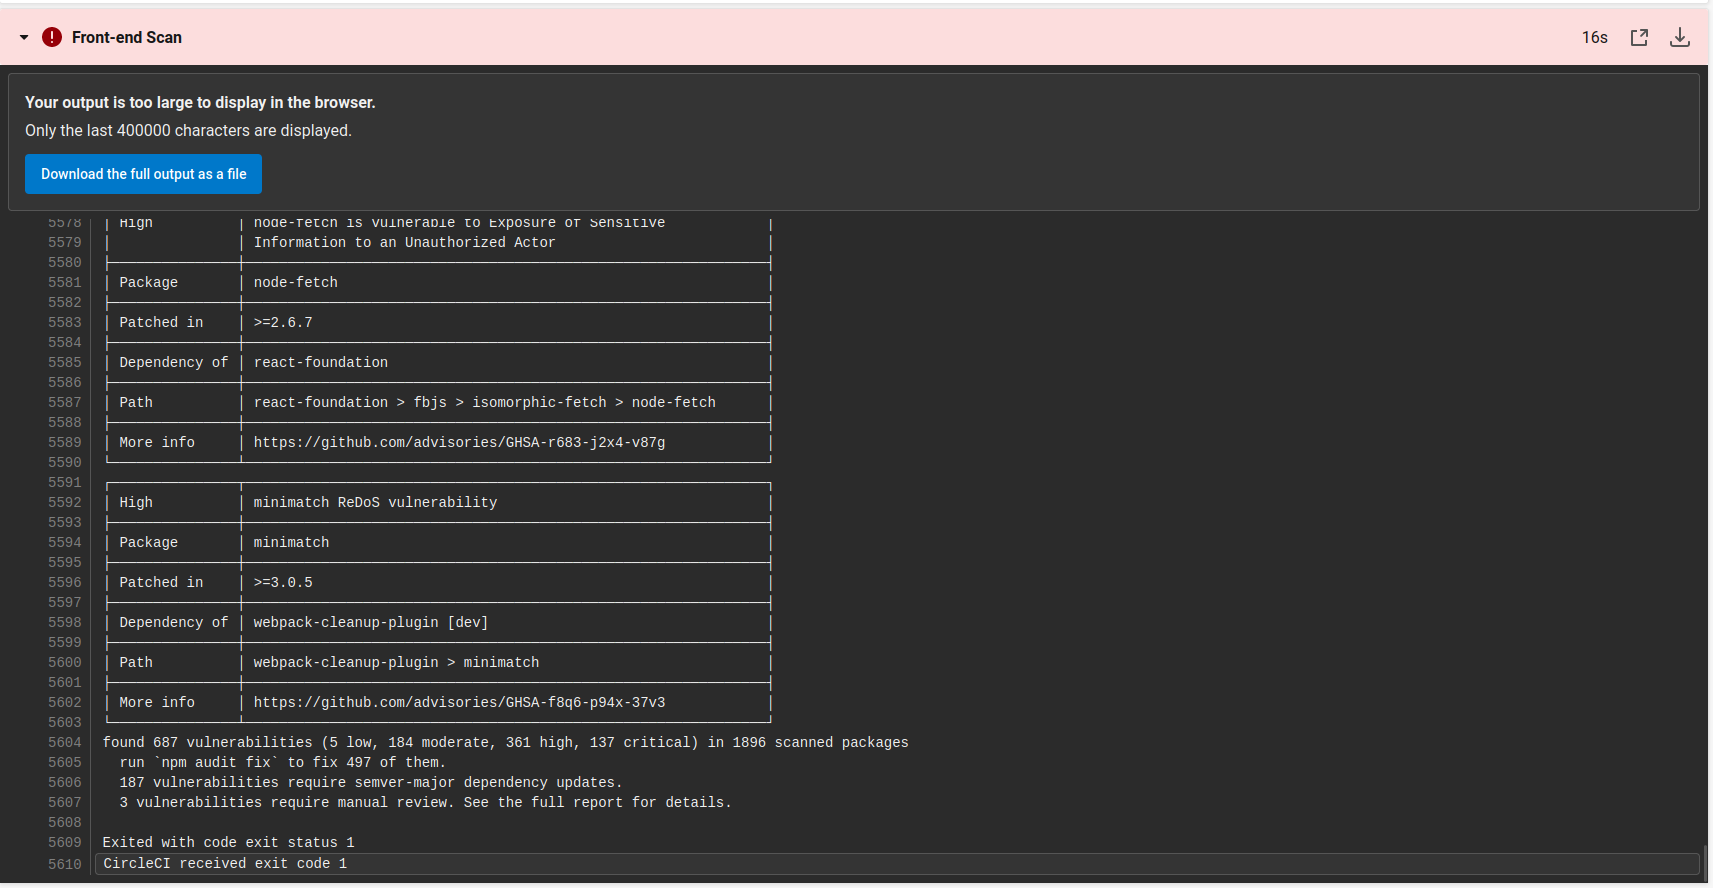 Front-end Scan
16s
Your output is too large to display in the browser.
Only the last 400000 characters are displayed.
Download the full output as a file
5578 | High | node-fetch is vulnerable to Exposure of Sensitive |
5579 | | Information to an Unauthorized Actor |
5580
5581 | Package | node-fetch |
5582
5583 | Patched in | >=2.6.7 |
5584
5585 | Dependency of | react-foundation |
5586
5587 | Path | react-foundation > fbjs > isomorphic-fetch > node-fetch |
5588
5589 | More info | https://github.com/advisories/GHSA-r683-j2x4-v87g |
5590
5591
5592 | High | minimatch ReDoS vulnerability |
5593
5594 | Package | minimatch |
5595
5596 | Patched in | >=3.0.5 |
5597
5598 | Dependency of | webpack-cleanup-plugin [dev] |
5599
5600 | Path | webpack-cleanup-plugin > minimatch |
5601
5602 | More info | https://github.com/advisories/GHSA-f8q6-p94x-37v3 |
5603
5604 found 687 vulnerabilities (5 low, 184 moderate, 361 high, 137 critical) in 1896 scanned packages
5605 run `npm audit fix` to fix 497 of them.
5606 187 vulnerabilities require semver-major dependency updates.
5607 3 vulnerabilities require manual review. See the full report for details.
5608
5609 Exited with code exit status 1
5610 CircleCI received exit code 1